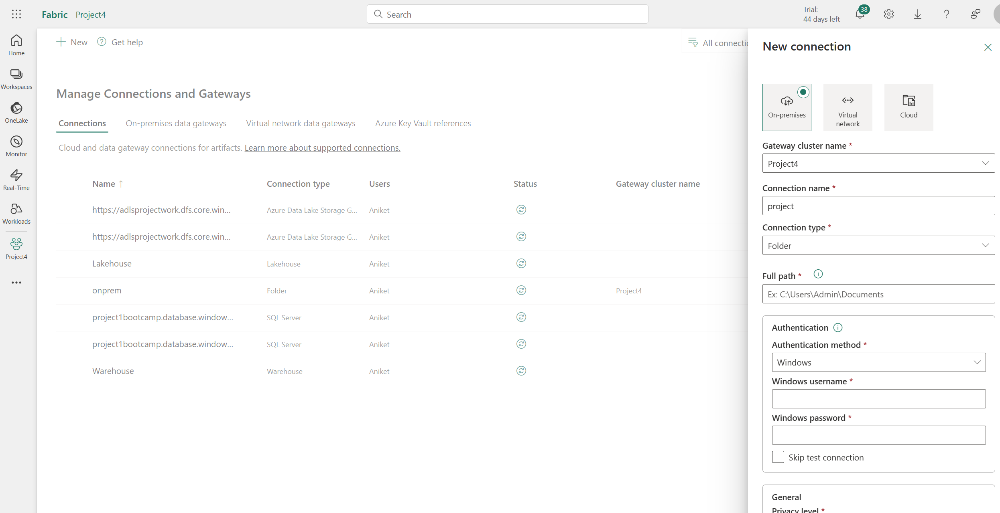 Fabric Project4
Search
Trial:
44 days left
38
Home
Workspaces
OneLake
Monitor
Real-Time
Workloads
Project4
New
Get help
All connectio
Manage Connections and Gateways
Connections
On-premises data gateways
Virtual network data gateways
Azure Key Vault references
Cloud and data gateway connections for artifacts. Learn more about supported connections.
Name ↑ Connection type Users Status Gateway cluster name
https://adlsprojectwork.dfs.core.win... Azure Data Lake Storage G... Aniket
https://adlsprojectwork.dfs.core.win... Azure Data Lake Storage G... Aniket
Lakehouse Lakehouse Aniket
onprem Folder Aniket Project4
project1bootcamp.database.window... SQL Server Aniket
project1bootcamp.database.window... SQL Server Aniket
Warehouse Warehouse Aniket
New connection
On-premises
Virtual
network
Cloud
Gateway cluster name *
Project4
Connection name *
project
Connection type *
Folder
Full path *
Ex: C:\Users\Admin\Documents
Authentication
Authentication method *
Windows
Windows username *
Windows password *
Skip test connection
General
Privacy level *